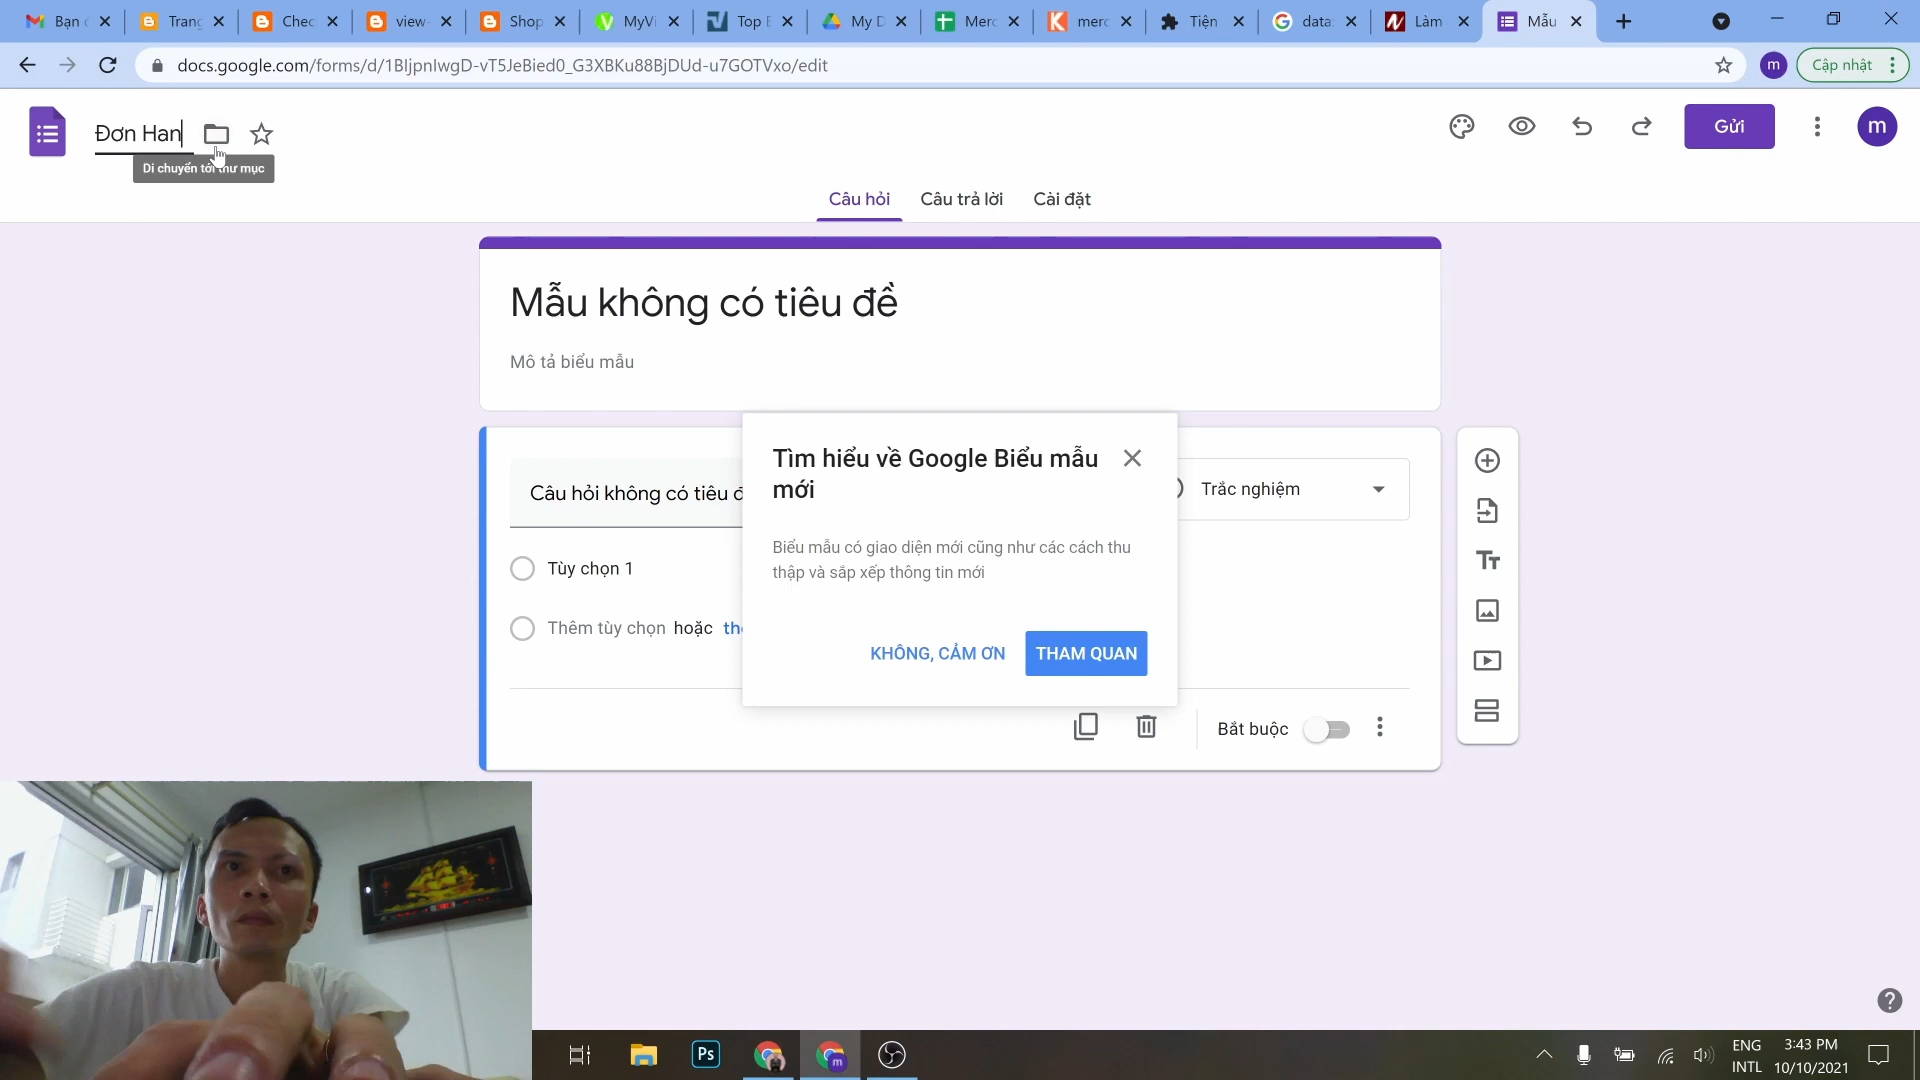 Bạn c
Trang
Chec
view-
Shop
MyVi
Top E
My D
Merc
merc
Tiện
data:
Làm
Mẫu
docs.google.com/forms/d/1BIjpnIwgD-vT5JeBied0_G3XBKu88BjDUd-u7GOTVxo/edit
m
Cập nhật
Đơn Han
Di chuyển tới thư mục
Gửi
m
Câu hỏi
Câu trả lời
Cài đặt
Mẫu không có tiêu đề
Mô tả biểu mẫu
Câu hỏi không có tiêu đ
Trắc nghiệm
Tùy chọn 1
Thêm tùy chọn hoặc
Tìm hiểu về Google Biểu mẫu
mới
Biểu mẫu có giao diện mới cũng như các cách thu
thập và sắp xếp thông tin mới
KHÔNG, CẢM ƠN
THAM QUAN
Bắt buộc
Tт
Ps
m
ENG
INTL
3:43 PM
10/10/2021